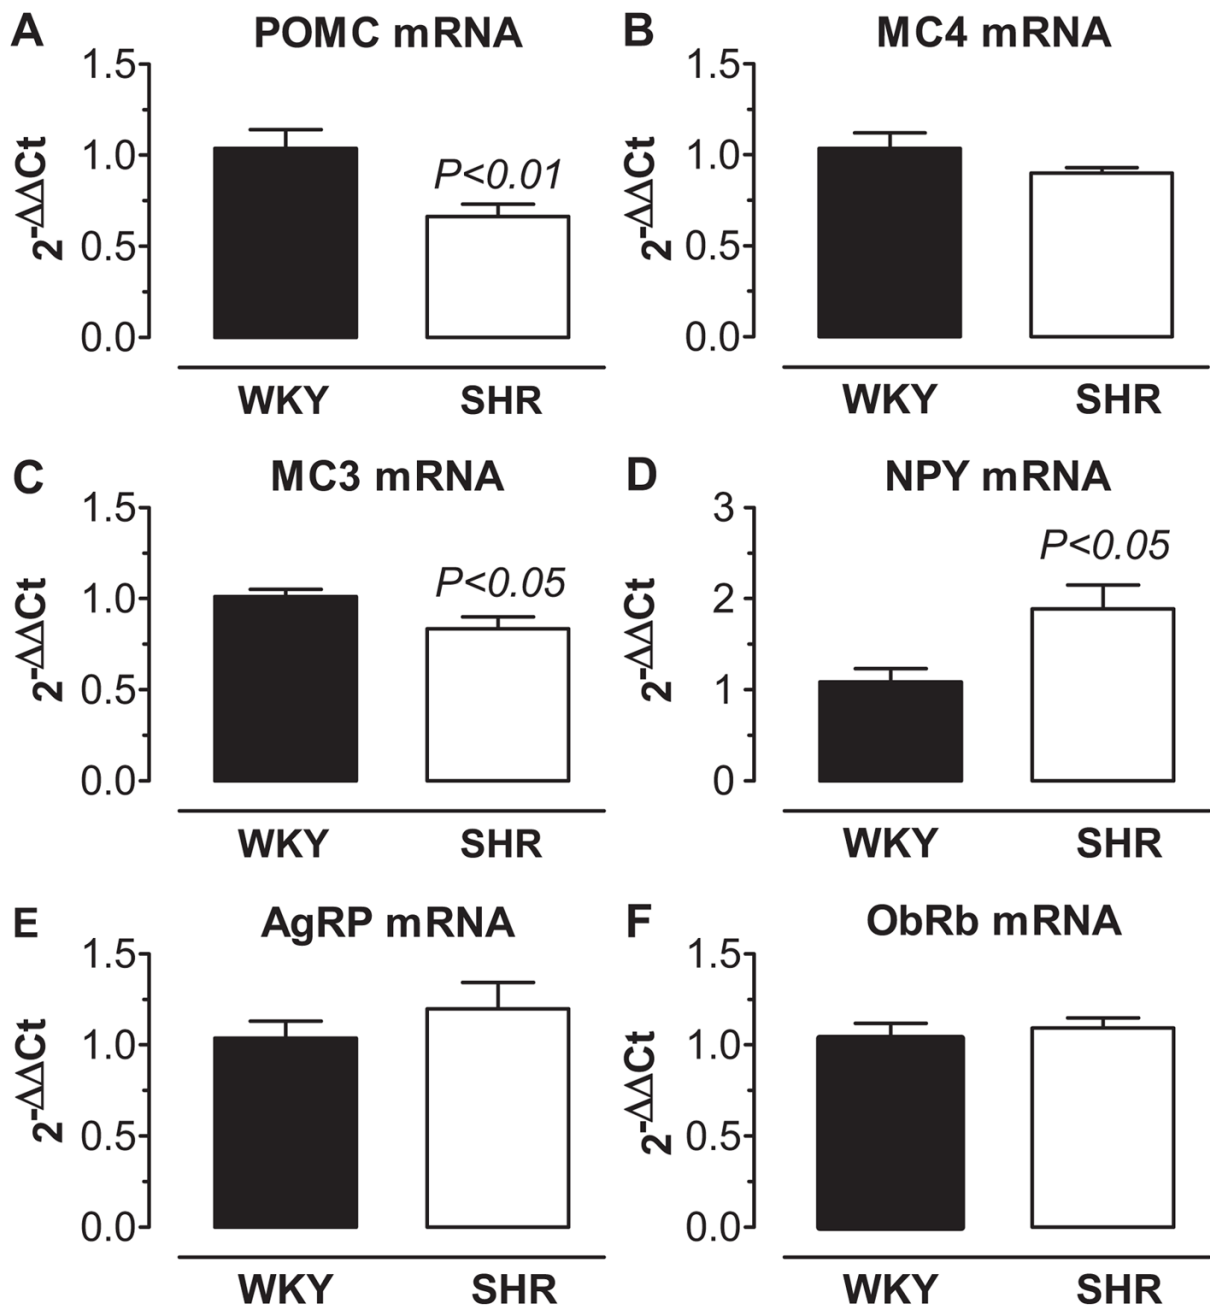 A POMC mRNA
1.5
1.0
0.5
0.0
2-ΔΔCt
P<0.01
WKY SHR
B MC4 mRNA
1.5
1.0
0.5
0.0
2-ΔΔCt
WKY SHR
C MC3 mRNA
1.5
1.0
0.5
0.0
2-ΔΔCt
P<0.05
WKY SHR
D NPY mRNA
3
2
1
0
2-ΔΔCt
P<0.05
WKY SHR
E AgRP mRNA
1.5
1.0
0.5
0.0
2-ΔΔCt
WKY SHR
F ObRb mRNA
1.5
1.0
0.5
0.0
2-ΔΔCt
WKY SHR